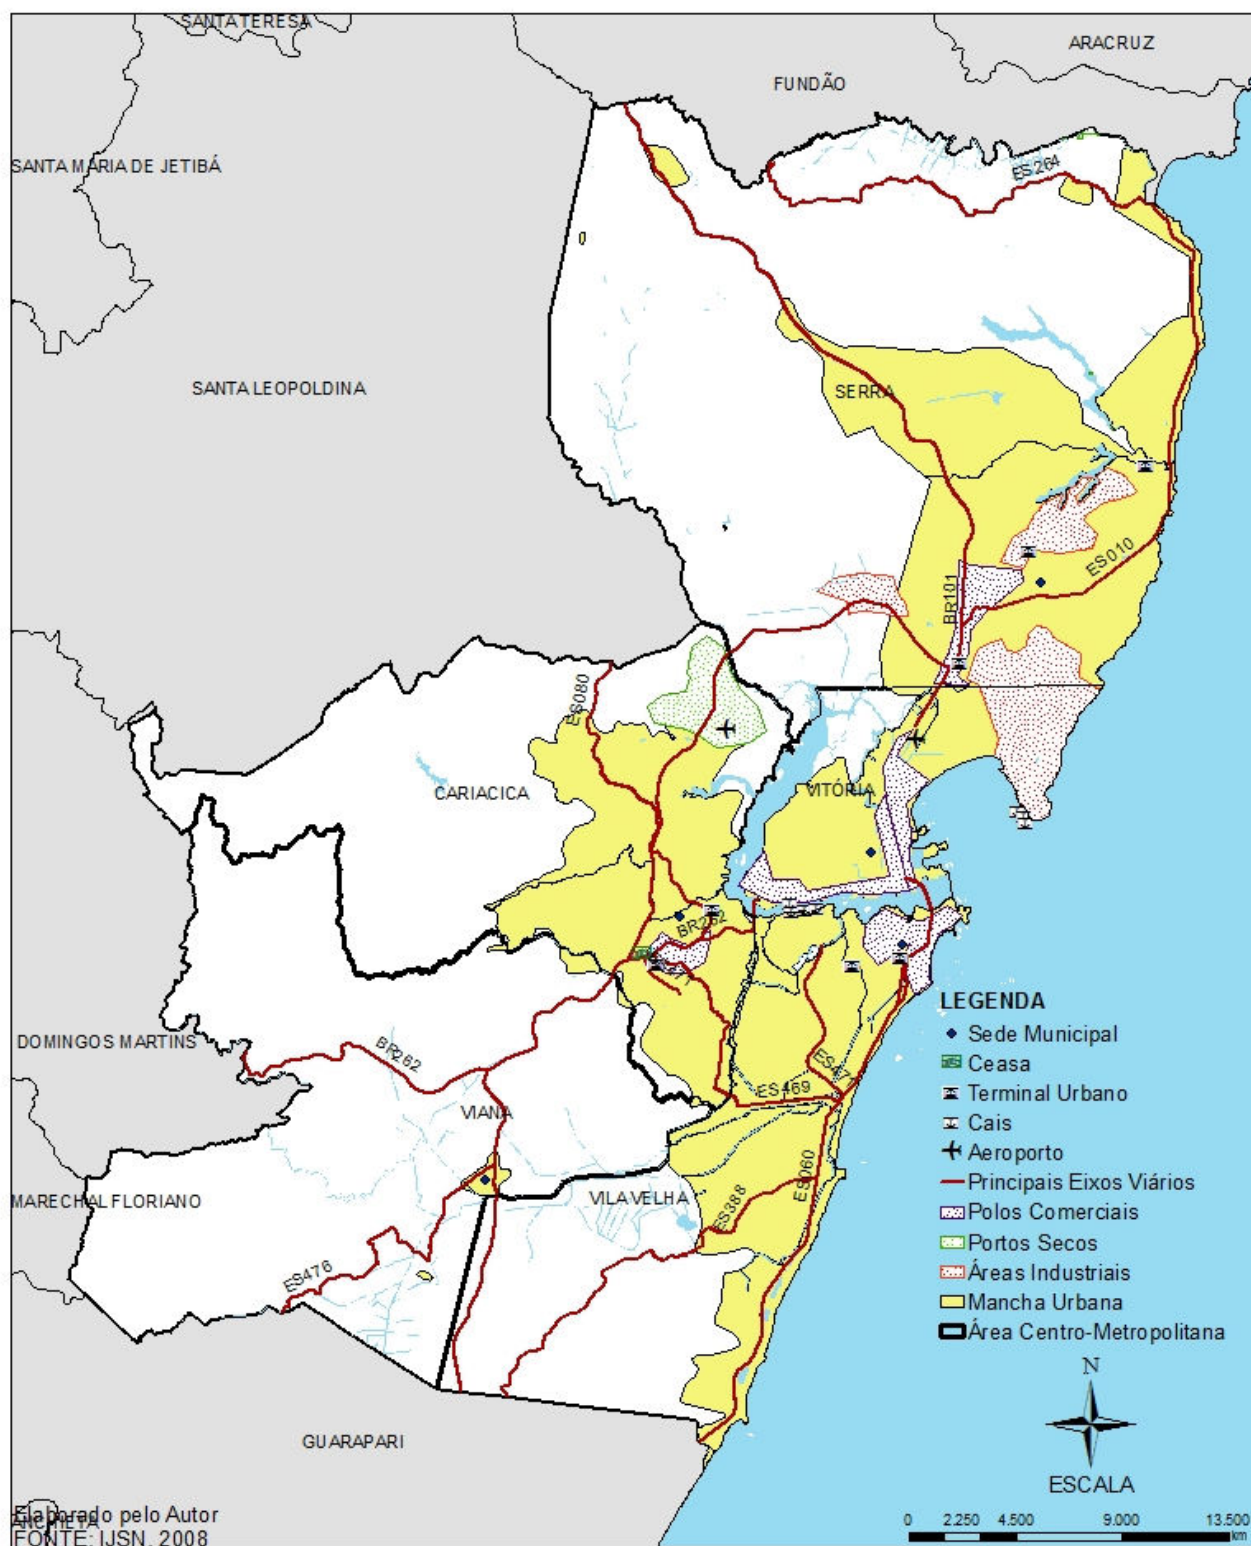 SANTA TERESA
ARACRUZ
FUNDÃO
SANTA MARIA DE JETIBÁ
ES264
SANTA LEOPOLDINA
SERRA
ES010
BR101
ES080
CARIACICA
VITÓRIA
BR262
DOMINGOS MARTINS
BR262
ES471
ES469
VIANA
MARECHAL FLORIANO
VILA VELHA
ES388
ES060
ES476
GUARAPARI
ANCHIETA
LEGENDA
Sede Municipal
Ceasa
Terminal Urbano
Cais
Aeroporto
Principais Eixos Viários
Polos Comerciais
Portos Secos
Áreas Industriais
Mancha Urbana
Área Centro-Metropolitana
N
ESCALA
0 2.250 4.500 9.000 13.500
km
Elaborado pelo Autor
FONTE: IJSN, 2008